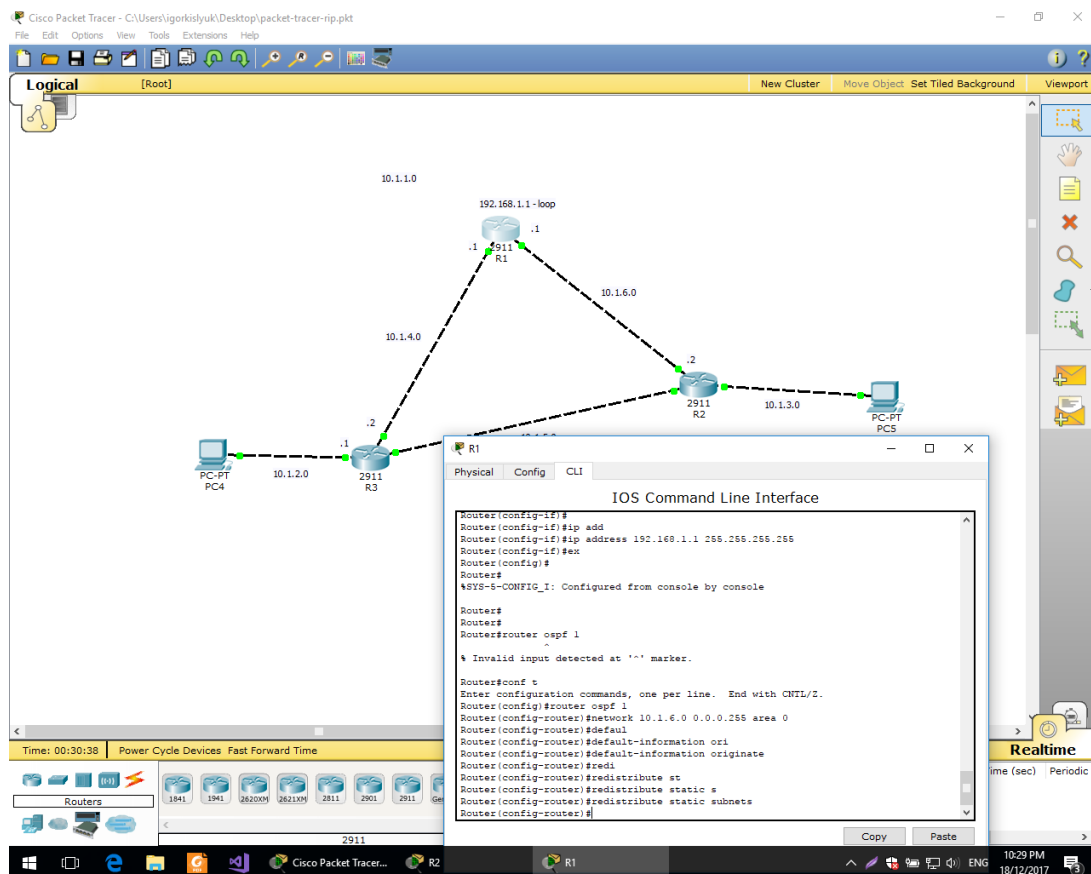 Cisco Packet Tracer - C:\Users\igorkislyuk\Desktop\packet-tracer-rip.pkt
File Edit Options View Tools Extensions Help
Logical [Root] New Cluster Move Object Set Tiled Background Viewport
10.1.1.0
192.168.1.1 - loop
.1
.1
2911
R1
10.1.6.0
10.1.4.0
.2
2911
R2
10.1.3.0
PC-PT
PC5
.2
.1
PC-PT
PC4
10.1.2.0
2911
R3
R1
Physical Config CLI
IOS Command Line Interface
Router(config-if)#
Router(config-if)#ip add
Router(config-if)#ip address 192.168.1.1 255.255.255.255
Router(config-if)#ex
Router(config)#
Router#
%SYS-5-CONFIG_I: Configured from console by console
Router#
Router#
Router#router ospf 1
^
% Invalid input detected at '^' marker.
Router#conf t
Enter configuration commands, one per line. End with CNTL/Z.
Router(config)#router ospf 1
Router(config-router)#network 10.1.6.0 0.0.0.255 area 0
Router(config-router)#defaul
Router(config-router)#default-information ori
Router(config-router)#default-information originate
Router(config-router)#redi
Router(config-router)#redistribute st
Router(config-router)#redistribute static s
Router(config-router)#redistribute static subnets
Router(config-router)#
Copy Paste
Time: 00:30:38 Power Cycle Devices Fast Forward Time
Realtime
(sec) Periodic
Routers
1841 1941 2620XM 2621XM 2811 2901 2911
2911
Cisco Packet Tracer... R2 R1
ENG
10:29 PM
18/12/2017